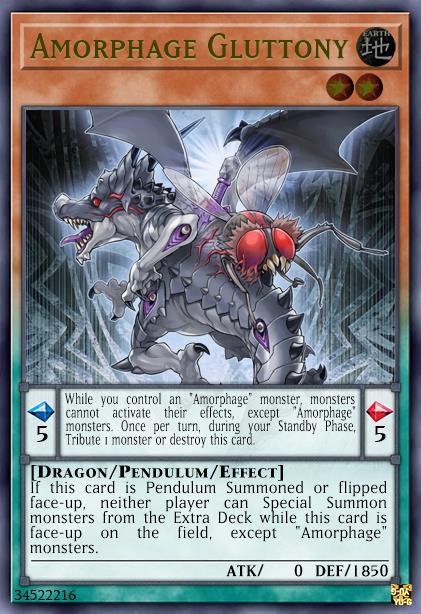 AMORPHAGE GLUTTONY
EARTH
地
While you control an "Amorphage" monster, monsters
cannot activate their effects, except "Amorphage"
monsters. Once per turn, during your Standby Phase,
Tribute 1 monster or destroy this card.
5
5
[DRAGON/PENDULUM/EFFECT]
If this card is Pendulum Summoned or flipped
face-up, neither player can Special Summon
monsters from the Extra Deck while this card is
face-up on the field, except "Amorphage"
monsters.
ATK/ 0 DEF/1850
34522216